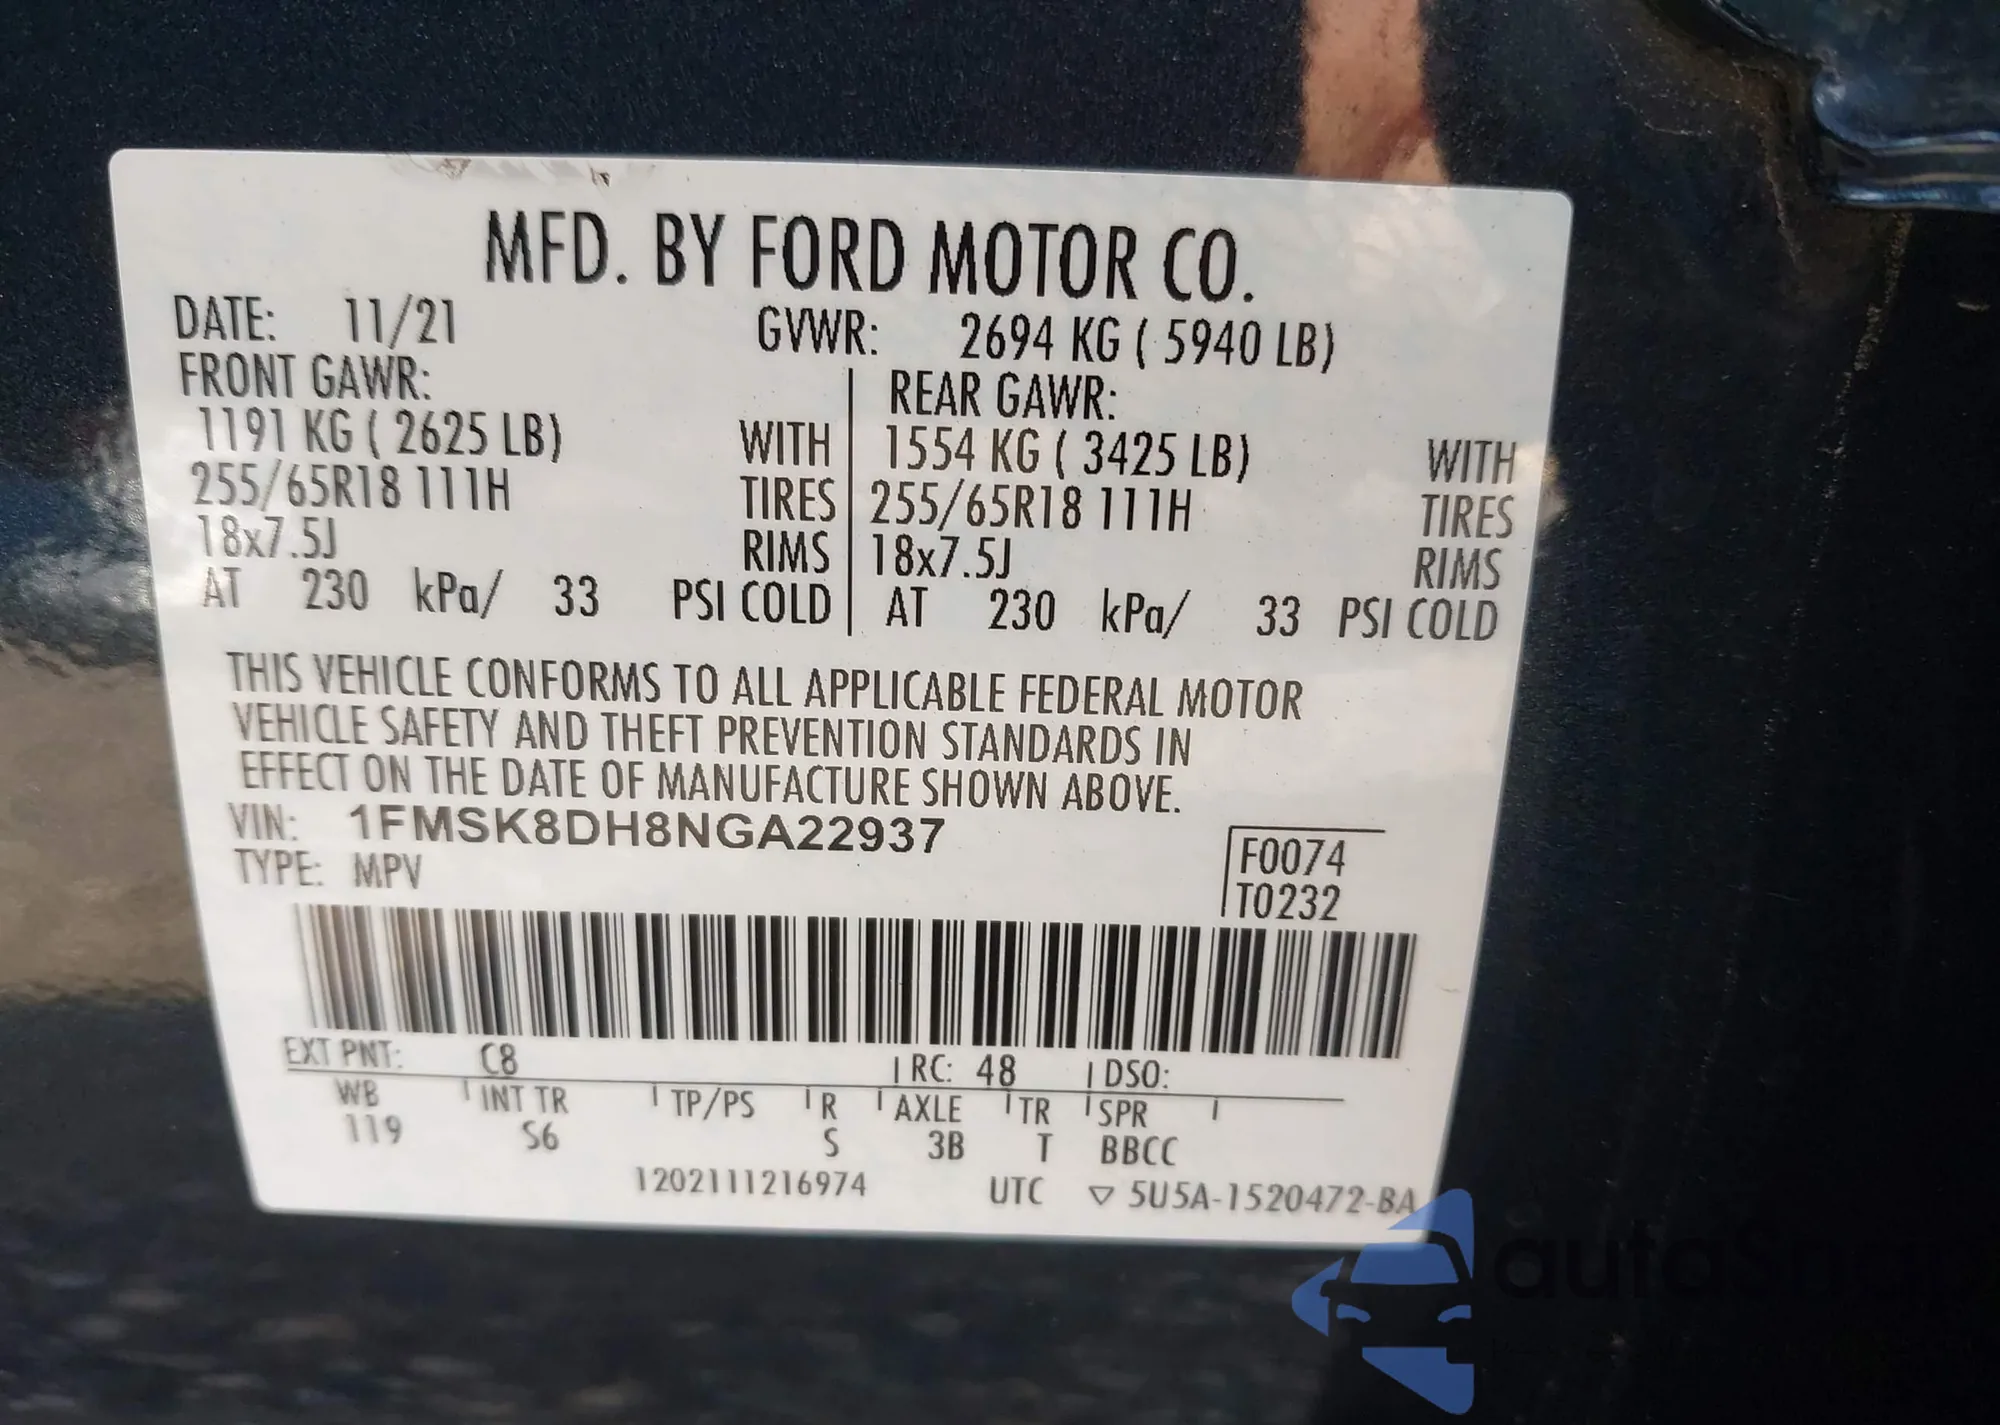 MFD. BY FORD MOTOR CO.
DATE: 11/21 GVWR: 2694 KG ( 5940 LB)
FRONT GAWR: REAR GAWR:
1191 KG ( 2625 LB) WITH 1554 KG ( 3425 LB) WITH
255/65R18 111H TIRES 255/65R18 111H TIRES
18x7.5J RIMS 18x7.5J RIMS
AT 230 kPa/ 33 PSI COLD AT 230 kPa/ 33 PSI COLD
THIS VEHICLE CONFORMS TO ALL APPLICABLE FEDERAL MOTOR
VEHICLE SAFETY AND THEFT PREVENTION STANDARDS IN
EFFECT ON THE DATE OF MANUFACTURE SHOWN ABOVE.
VIN: 1FMSK8DH8NGA22937
TYPE: MPV
F0074
T0232
EXT PNT: C8 RC: 48 DSO:
WB INT TR TP/PS R AXLE TR SPR
119 S6 S 3B T BBCC
1202111216974 UTC ▽ 5U5A-1520472-BA